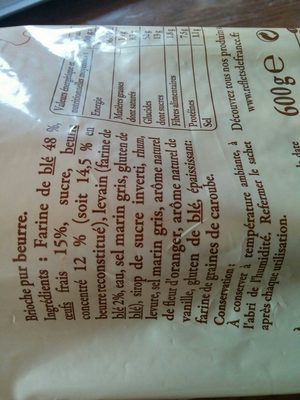 Brioche pur beurre.
Ingrédients : Farine de blé 48 %,
œufs frais 15%, sucre, beurre
concentré 12 % (soit 14,5 % en
beurre reconstitué), levain (farine de
blé 2%, eau, sel marin gris, gluten de
blé), sirop de sucre inverti, rhum,
levure, sel marin gris, arôme naturel
de fleur d'oranger, arôme naturel de
vanille, gluten de blé, épaississant:
farine de graines de caroube.
Conservation :
À conserver à température ambiante, à
l'abri de l'humidité. Refermer le sachet
après chaque utilisation.
Energie
Matières grasses
dont saturés
Glucides
dont sucres
Fibres alimentaires
Protéines
Sel
Découvrez tous nos produits
www.refletsdefrance.fr
600g e